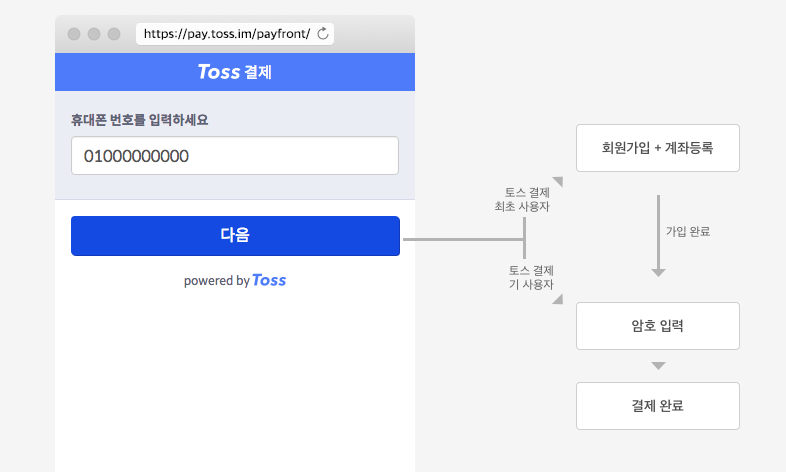 https://pay.toss.im/payfront/
Toss 결제
휴대폰 번호를 입력하세요
01000000000
다음
powered by Toss
토스 결제
최초 사용자
회원가입 + 계좌등록
가입 완료
토스 결제
기 사용자
암호 입력
결제 완료